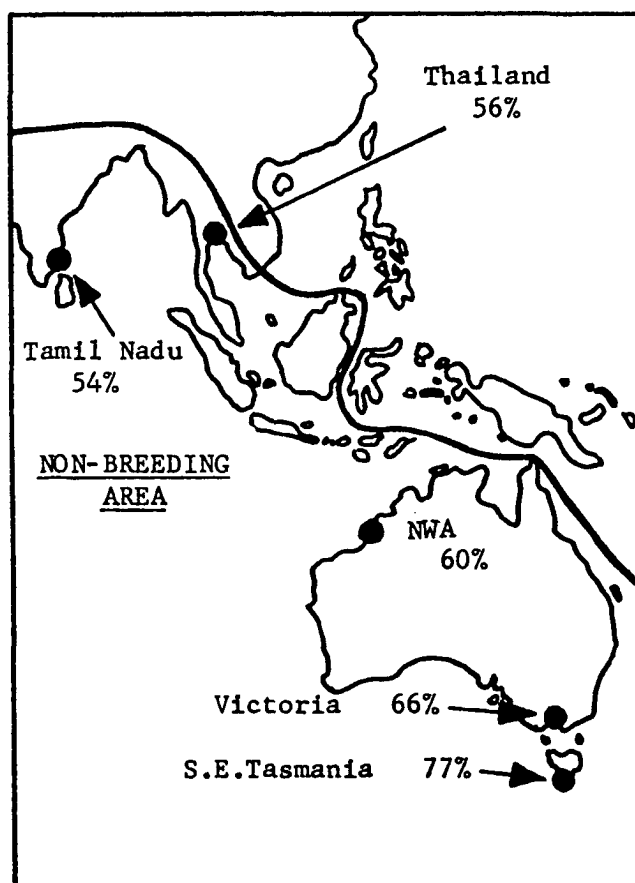 Thailand
56%
Tamil Nadu
54%
NON-BREEDING
AREA
NWA
60%
Victoria 66%
S.E.Tasmania 77%